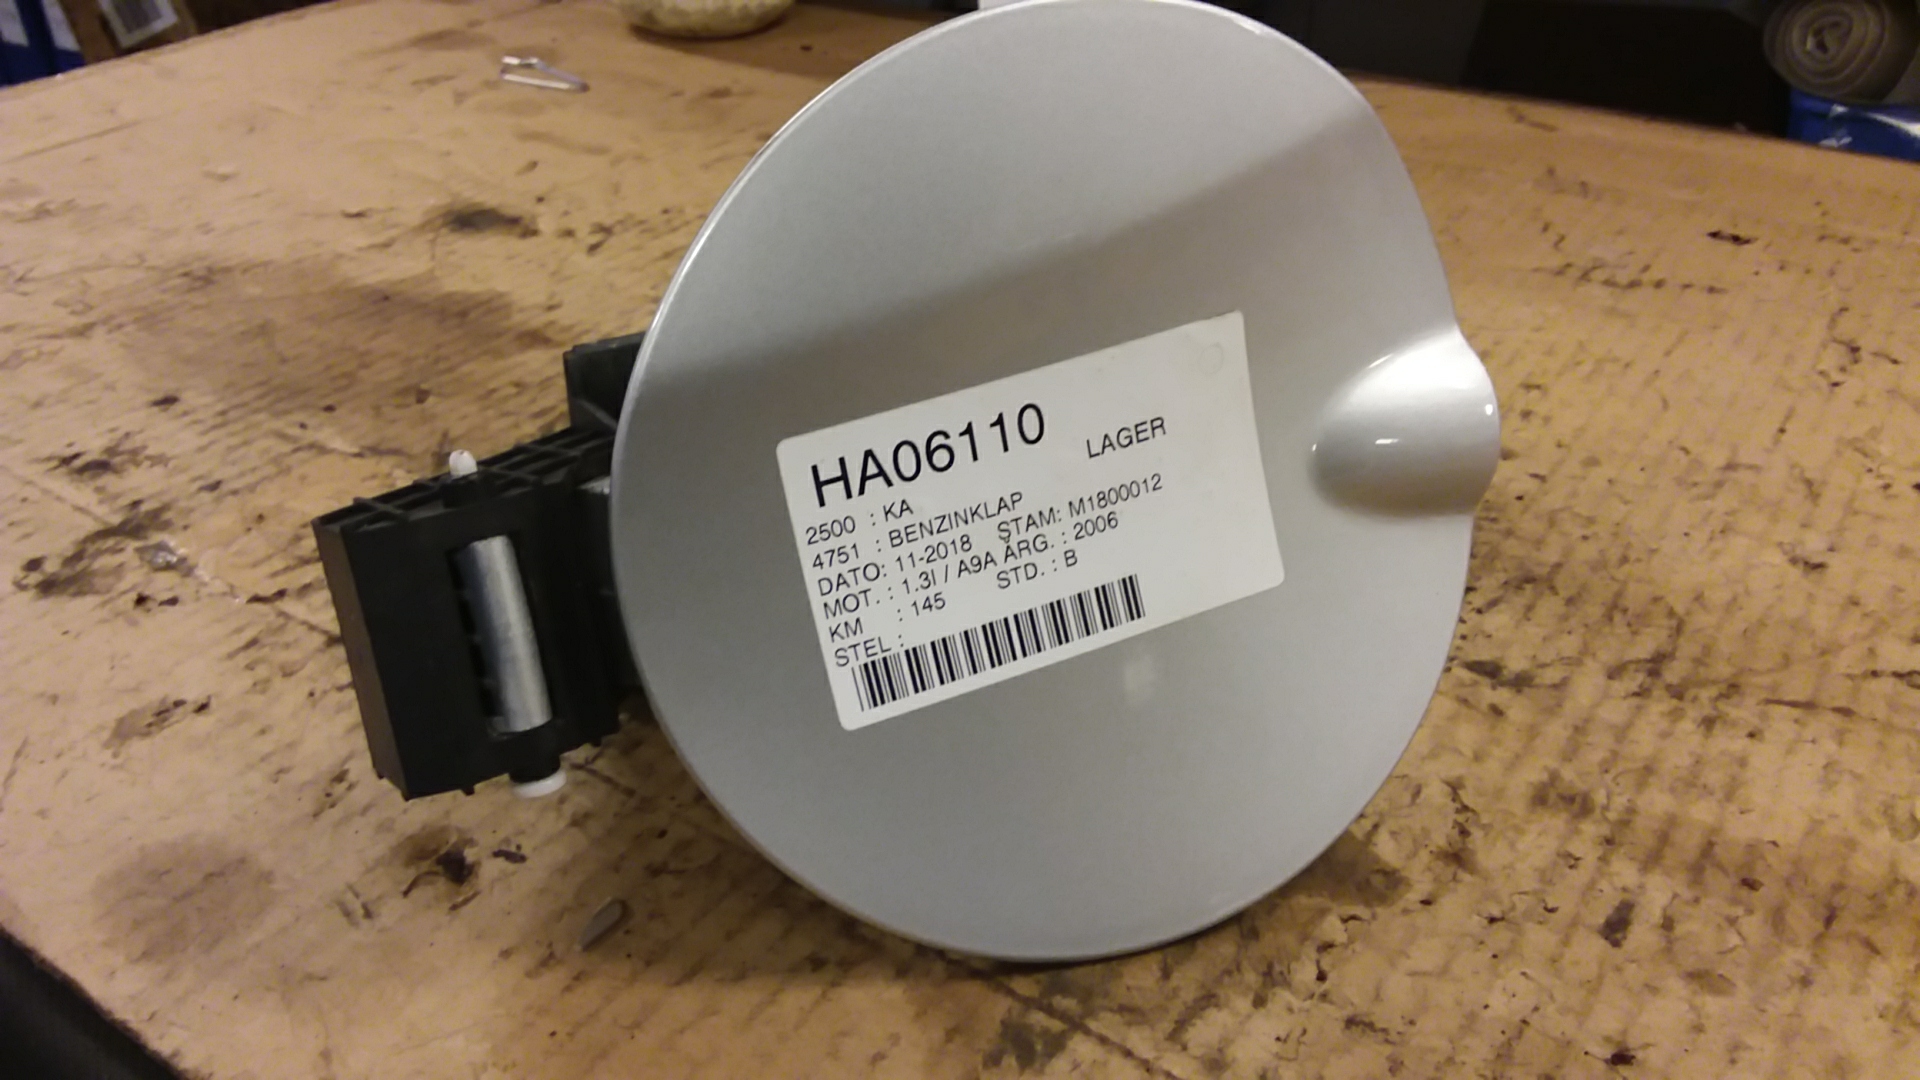 HA06110 LAGER
2500 : KA
4751 : BENZINKLAP
DATO: 11-2018 STAM: M1800012
MOT. : 1.3I / A9A ÅRG. : 2006
KM : 145 STD. : B
STEL :